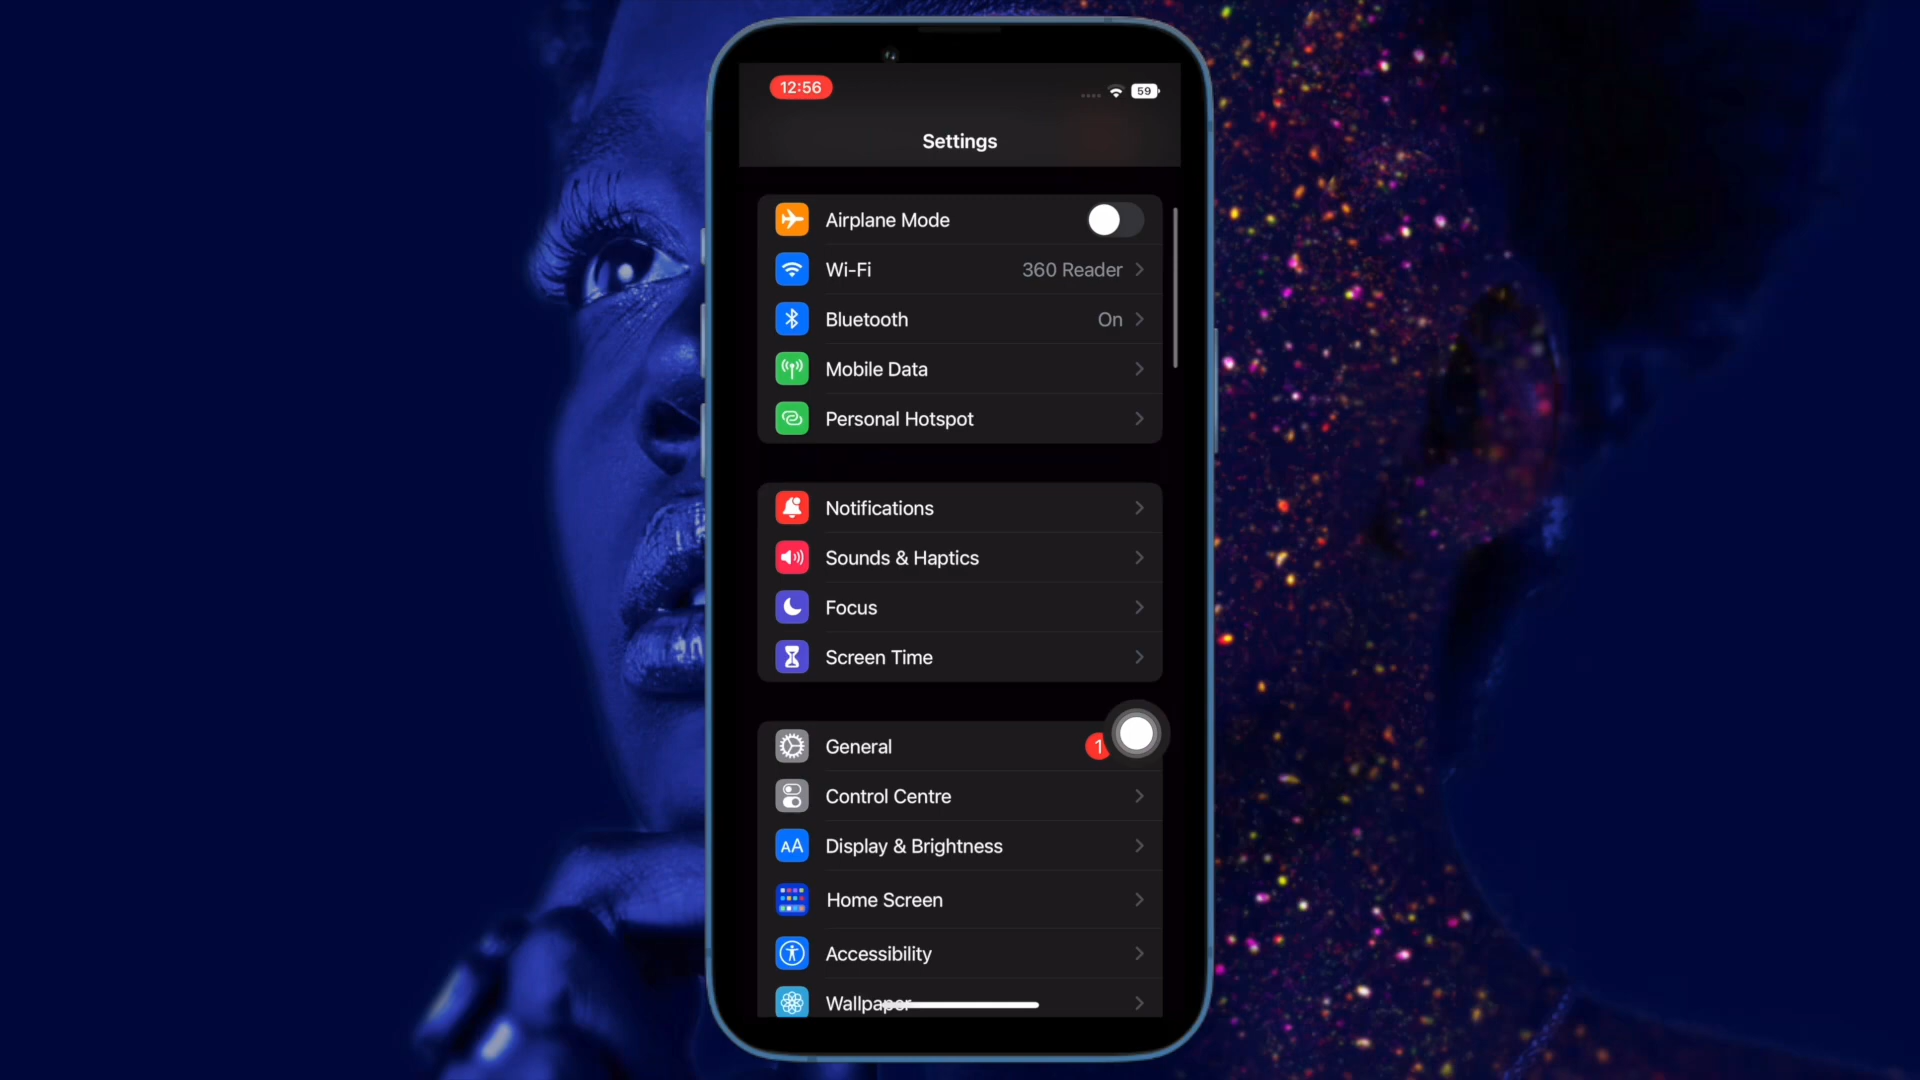 12:56
59
Settings
Airplane Mode
Wi-Fi 360 Reader
Bluetooth On
Mobile Data
Personal Hotspot
Notifications
Sounds & Haptics
Focus
Screen Time
General 1
Control Centre
AA Display & Brightness
Home Screen
Accessibility
Wallpaper